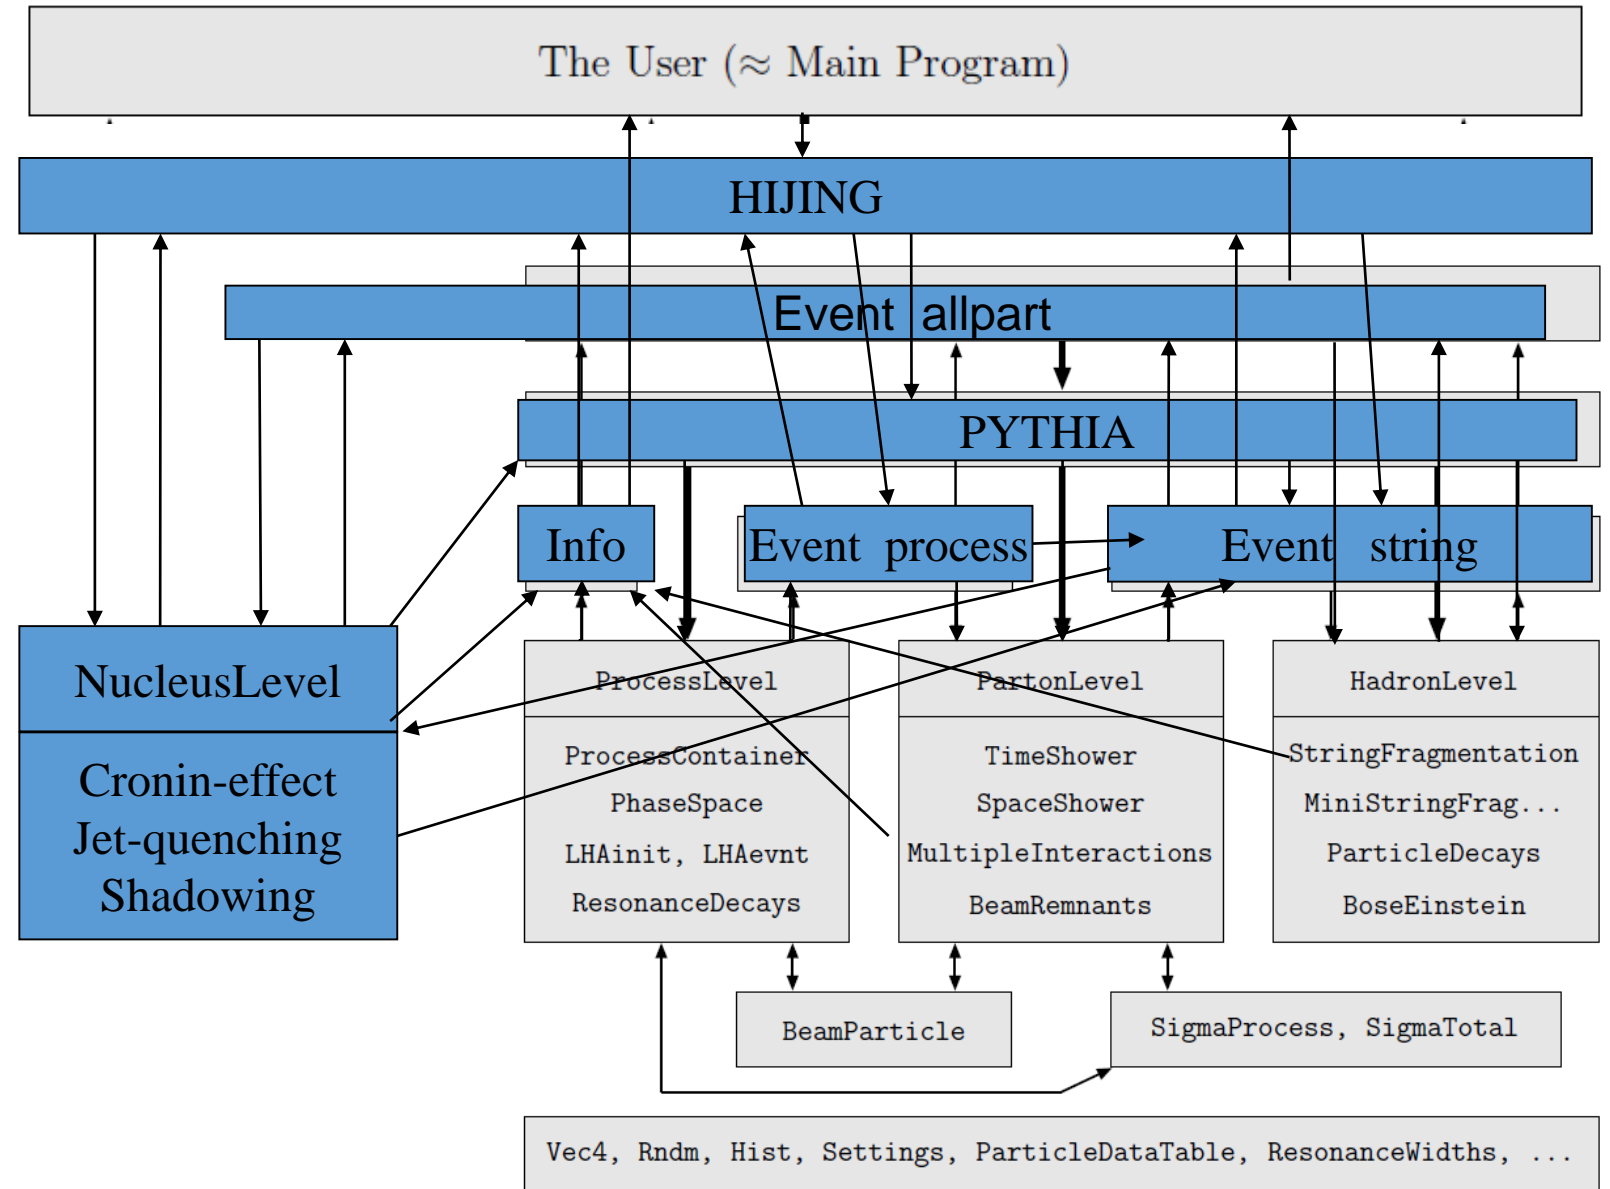 The User (≈ Main Program)
HIJING
Event allpart
PYTHIA
Info
Event process
Event string
NucleusLevel
Cronin-effect
Jet-quenching
Shadowing
ProcessLevel
ProcessContainer
PhaseSpace
LHAinit, LHAevnt
ResonanceDecays
PartonLevel
TimeShower
SpaceShower
MultipleInteractions
BeamRemnants
HadronLevel
StringFragmentation
MiniStringFrag...
ParticleDecays
BoseEinstein
BeamParticle
SigmaProcess, SigmaTotal
Vec4, Rndm, Hist, Settings, ParticleDataTable, ResonanceWidths, ...